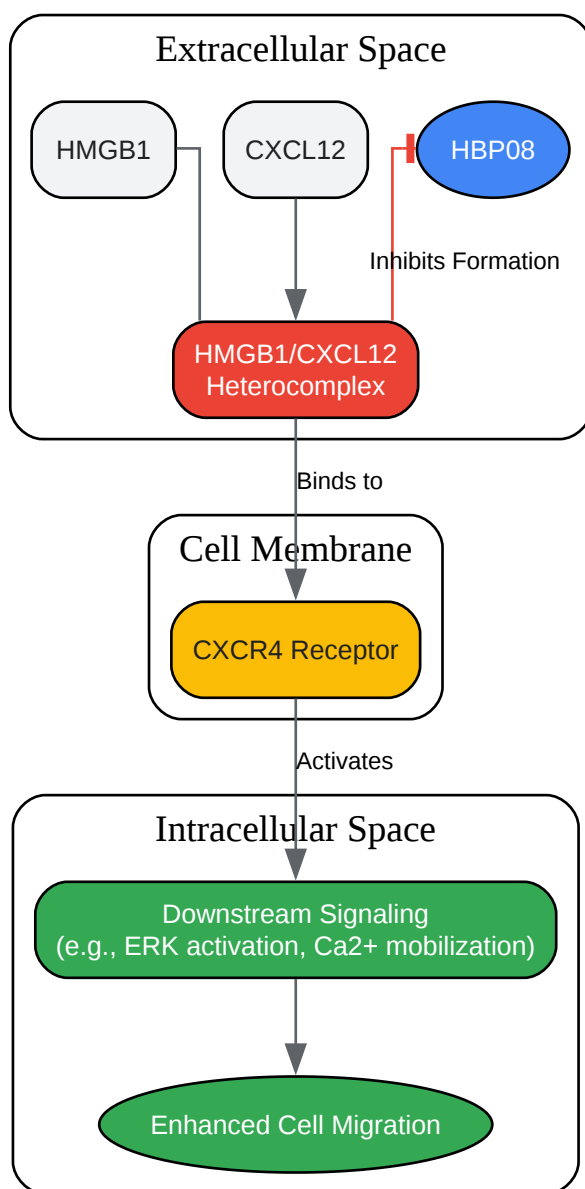 Extracellular Space
HMGB1
CXCL12
HBP08
Inhibits Formation
HMGB1/CXCL12
Heterocomplex
Binds to
Cell Membrane
CXCR4 Receptor
Activates
Intracellular Space
Downstream Signaling
(e.g., ERK activation, Ca2+ mobilization)
Enhanced Cell Migration